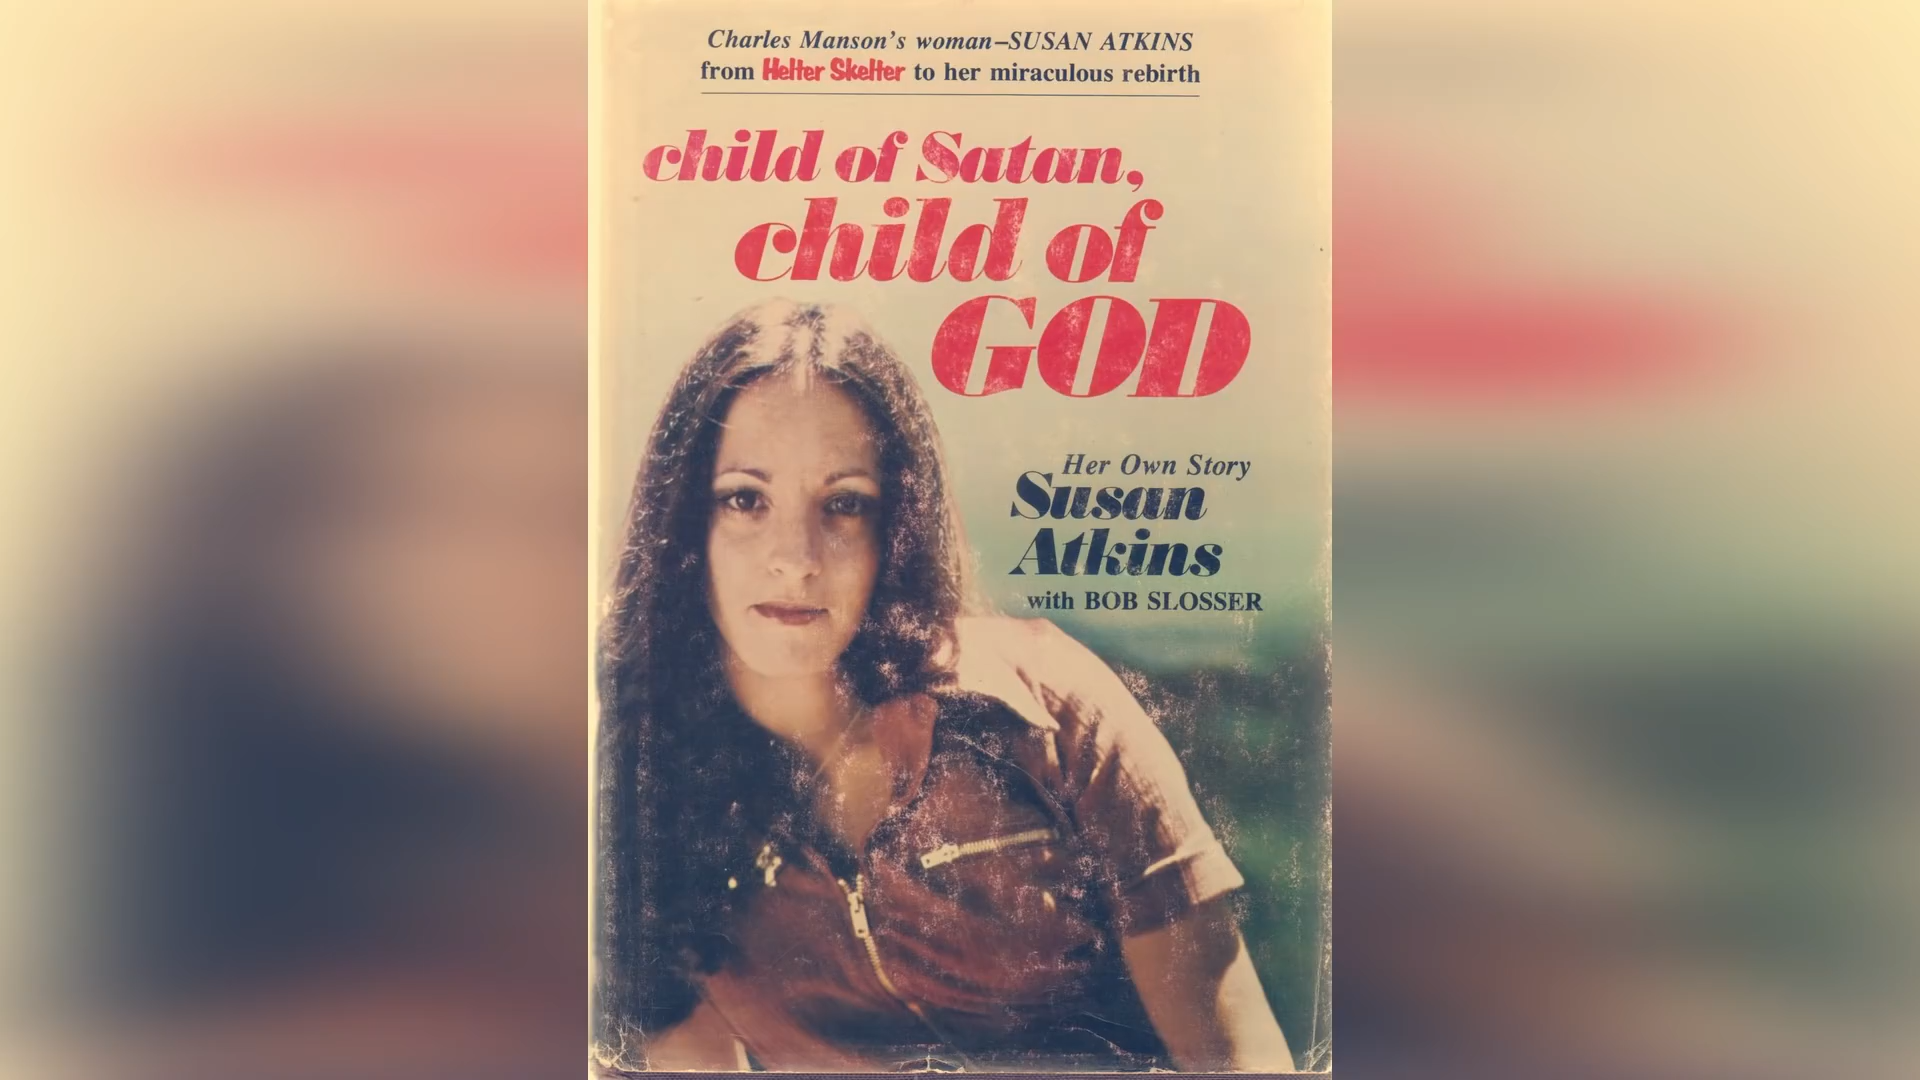 Charles Manson's woman–SUSAN ATKINS
from Helter Skelter to her miraculous rebirth
child of Satan,
child of
GOD
Her Own Story
Susan
Atkins
with BOB SLOSSER